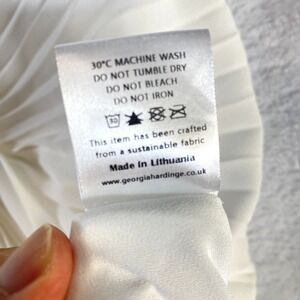 30°C MACHINE WASH
DO NOT TUMBLE DRY
DO NOT BLEACH
DO NOT IRON
30
This item has been crafted
from a sustainable fabric
Made in Lithuania
www.georgiahardinge.co.uk